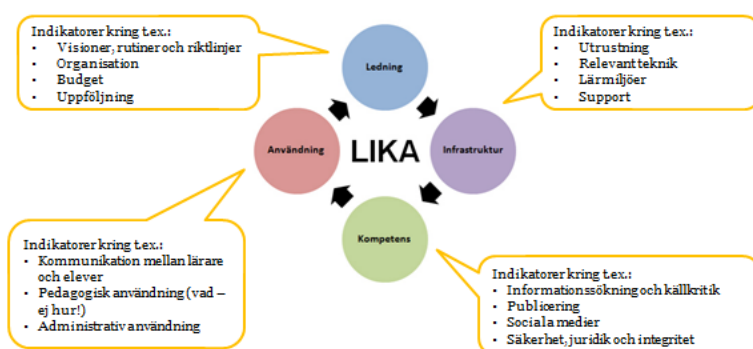 Indikatorer kring t.ex.:
• Visioner, rutiner och riktlinjer
• Organisation
• Budget
• Uppföljning
Ledning
Indikatorer kring t.ex.:
• Utrustning
• Relevant teknik
• Lärmiljöer
• Support
Användning
LIKA
Infrastruktur
Kompetens
Indikatorer kring t.ex.:
• Kommunikation mellan lärare
och elever
• Pedagogisk användning (vad –
ej hur!)
• Administrativ användning
Indikatorer kring t.ex.:
• Informationssökning och källkritik
• Publicering
• Sociala medier
• Säkerhet, juridik och integritet